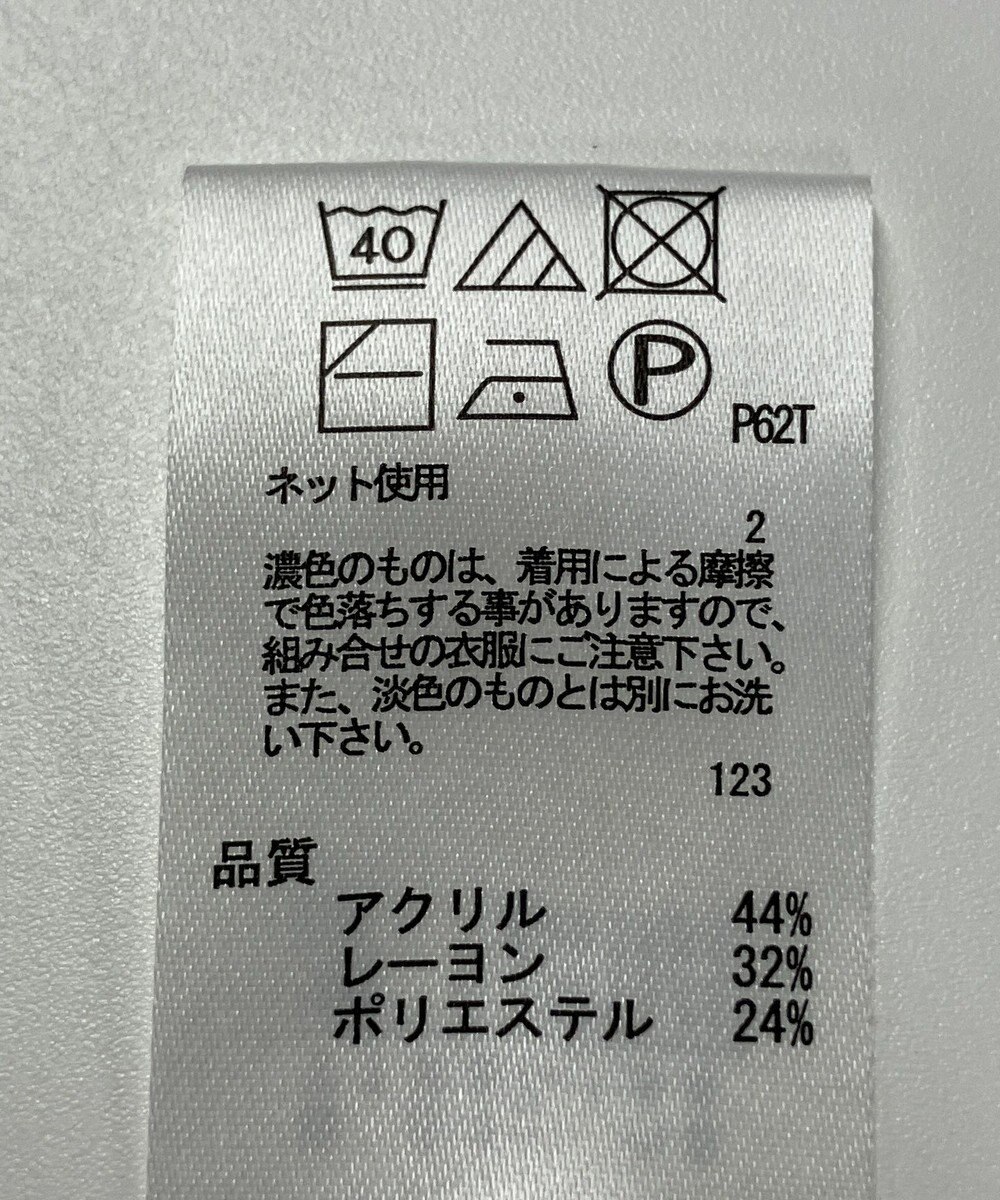 40
P
P62T
ネット使用
2
濃色のものは、着用による摩擦
で色落ちする事がありますので、
組み合せの衣服にご注意下さい。
また、淡色のものとは別にお洗
い下さい。
123
品質
アクリル 44%
レーヨン 32%
ポリエステル 24%